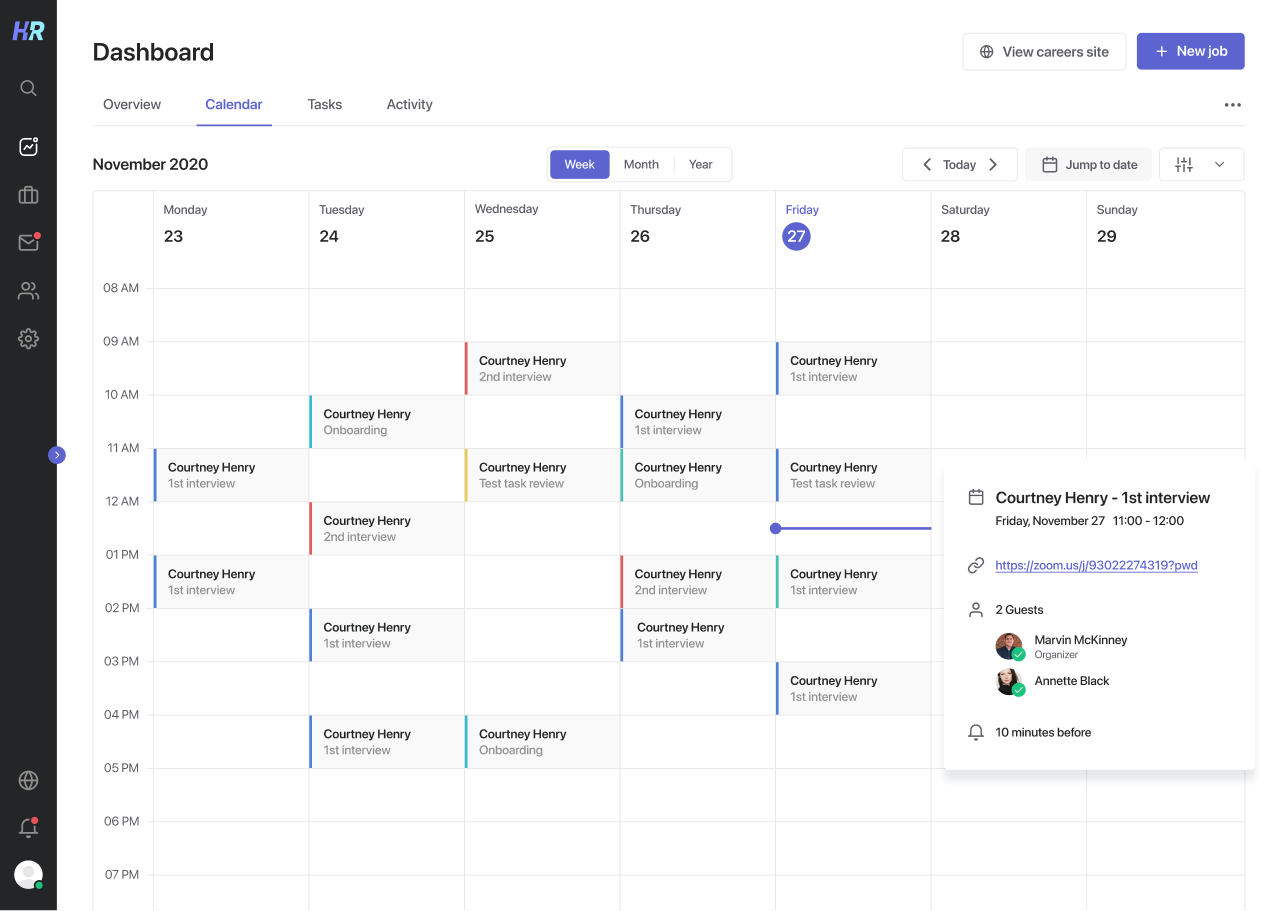 HR
Dashboard
View careers site
New job
Overview
Calendar
Tasks
Activity
November 2020
Week
Month
Year
Today
Jump to date
Monday
23
Tuesday
24
Wednesday
25
Thursday
26
Friday
27
Saturday
28
Sunday
29
08 AM
09 AM
Courtney Henry
2nd interview
Courtney Henry
1st interview
10 AM
Courtney Henry
Onboarding
Courtney Henry
1st interview
11 AM
Courtney Henry
1st interview
Courtney Henry
Test task review
Courtney Henry
Onboarding
Courtney Henry
Test task review
12 AM
Courtney Henry
2nd interview
01 PM
Courtney Henry
1st interview
Courtney Henry
2nd interview
Courtney Henry
1st interview
02 PM
Courtney Henry
1st interview
Courtney Henry
1st interview
03 PM
Courtney Henry
1st interview
04 PM
Courtney Henry
1st interview
Courtney Henry
Onboarding
05 PM
06 PM
07 PM
Courtney Henry - 1st interview
Friday, November 27 11:00 - 12:00
https://zoom.us/j/93022274319?pwd
2 Guests
Marvin McKinney
Organizer
Annette Black
10 minutes before